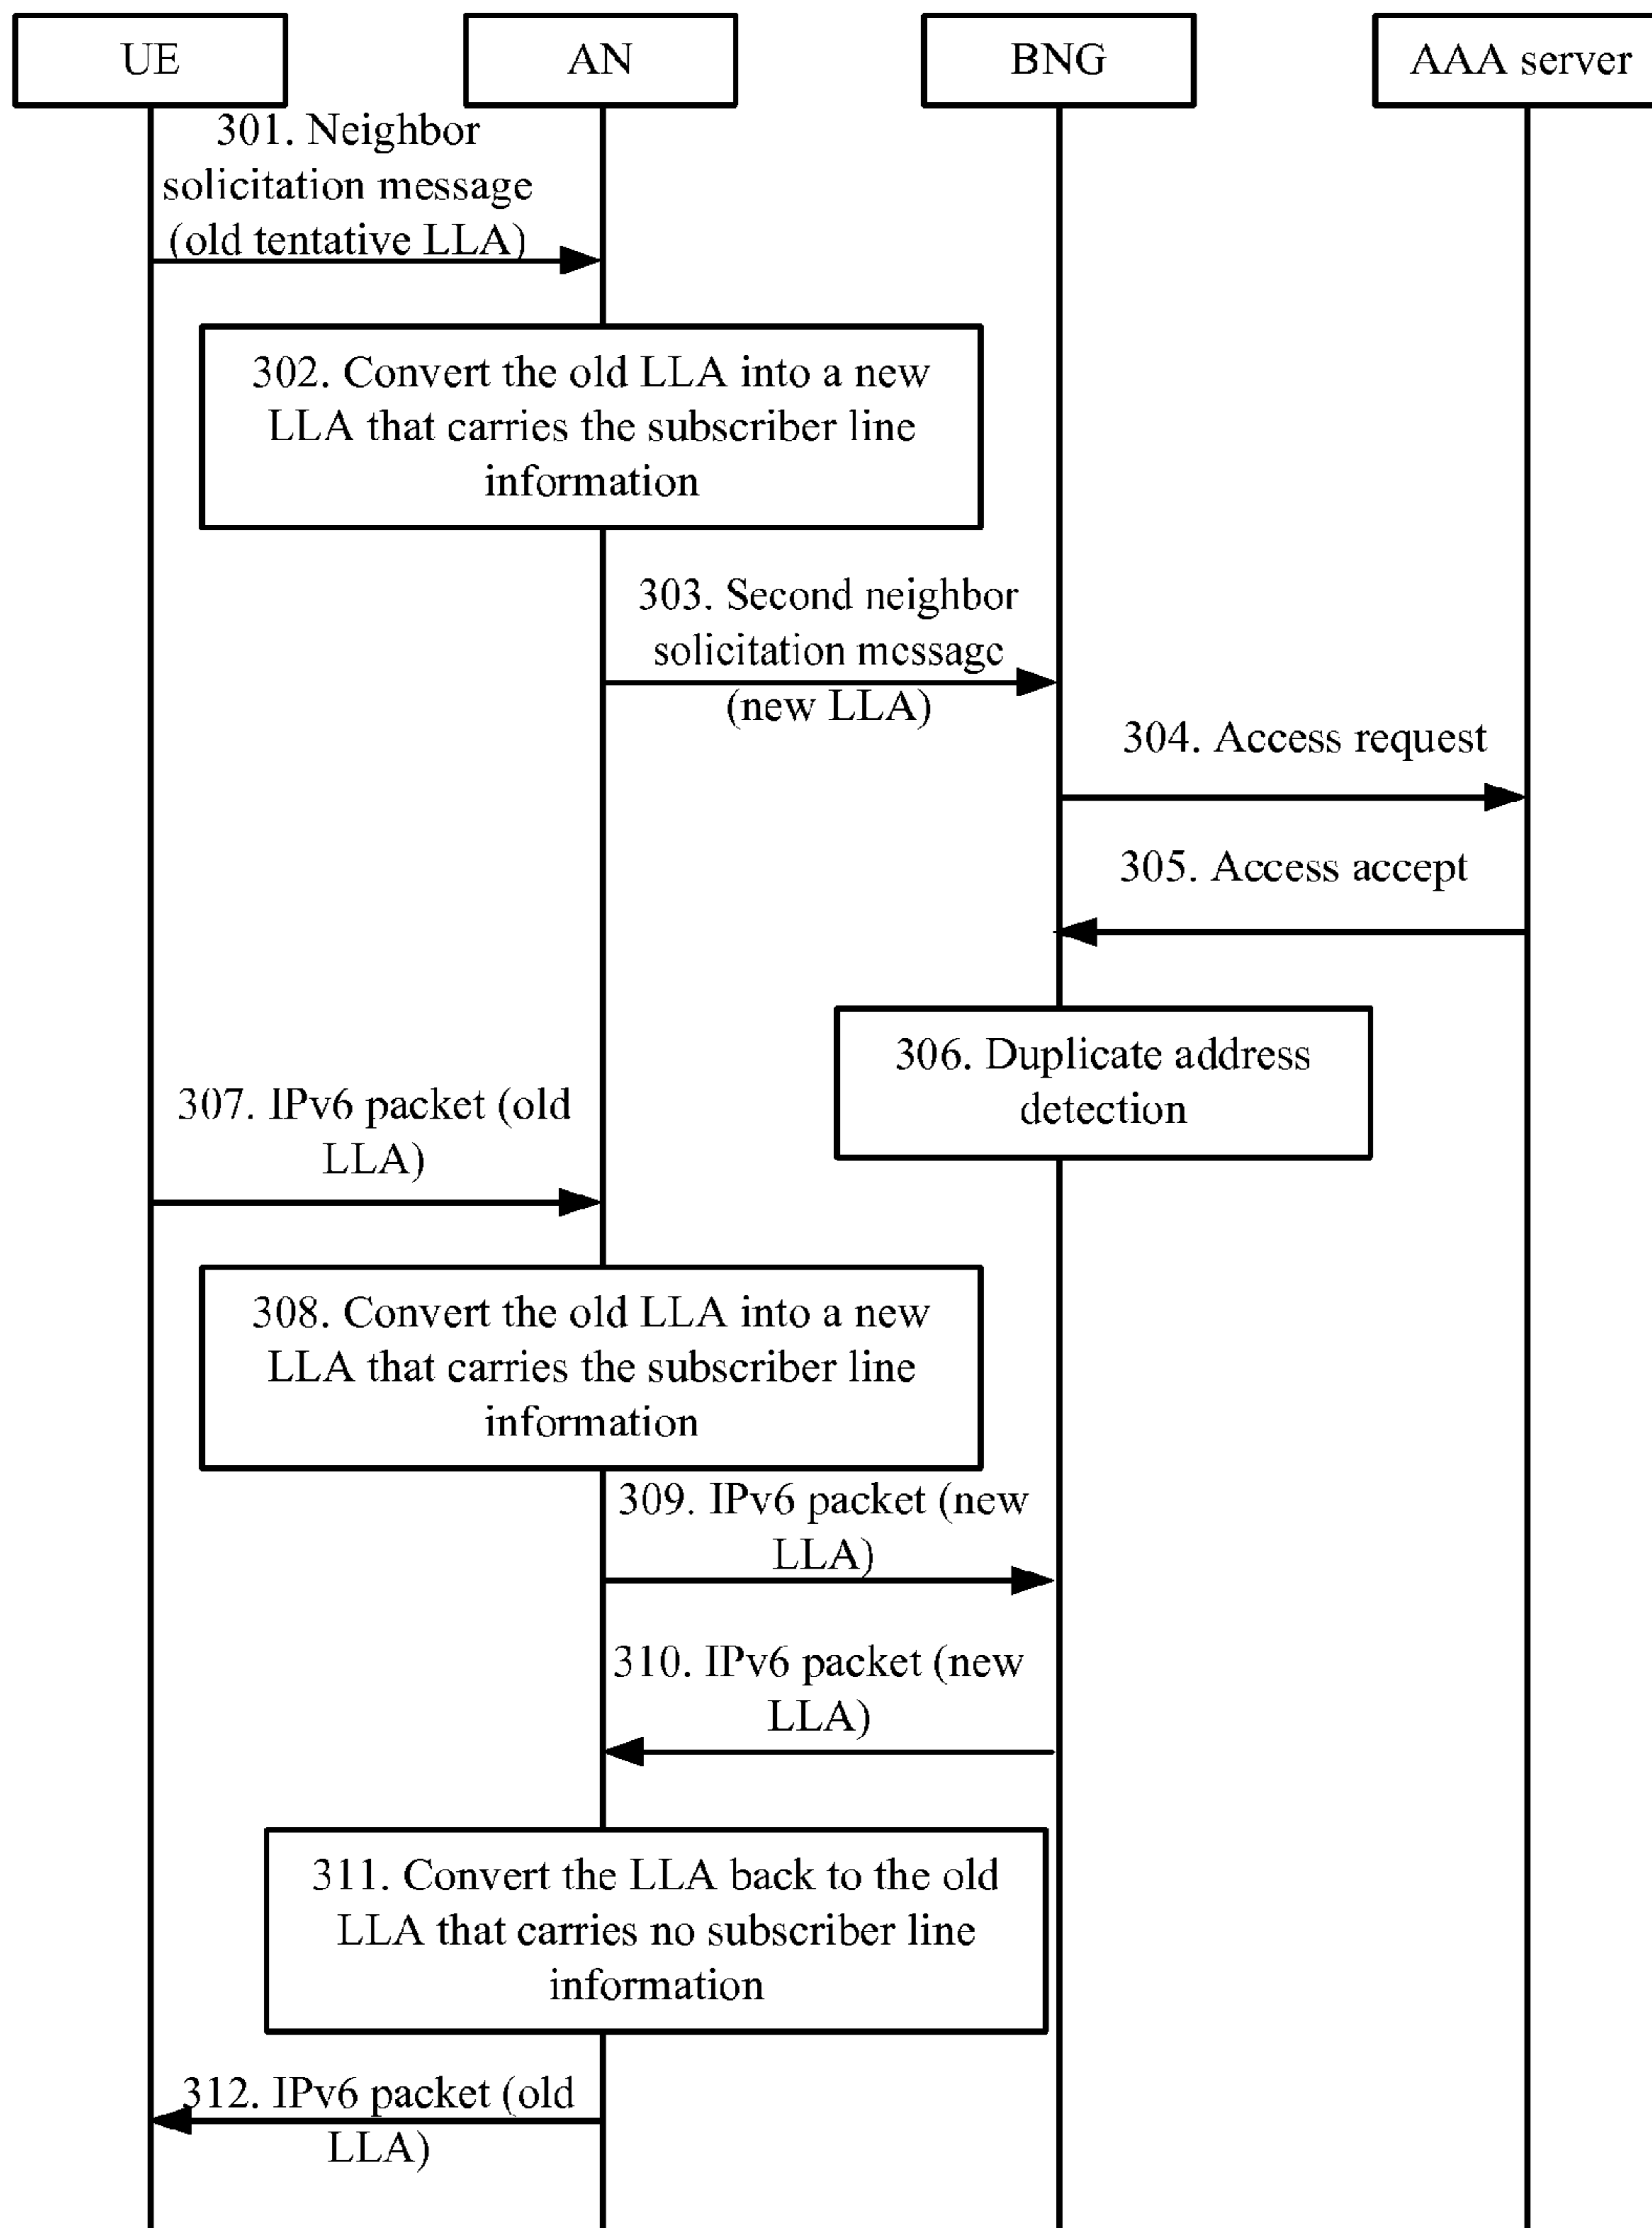 UE
AN
BNG
AAA server
301. Neighbor
solicitation message
(old tentative LLA)
302. Convert the old LLA into a new
LLA that carries the subscriber line
information
303. Second neighbor
solicitation message
(new LLA)
304. Access request
305. Access accept
306. Duplicate address
detection
307. IPv6 packet (old
LLA)
308. Convert the old LLA into a new
LLA that carries the subscriber line
information
309. IPv6 packet (new
LLA)
310. IPv6 packet (new
LLA)
311. Convert the LLA back to the old
LLA that carries no subscriber line
information
312. IPv6 packet (old
LLA)